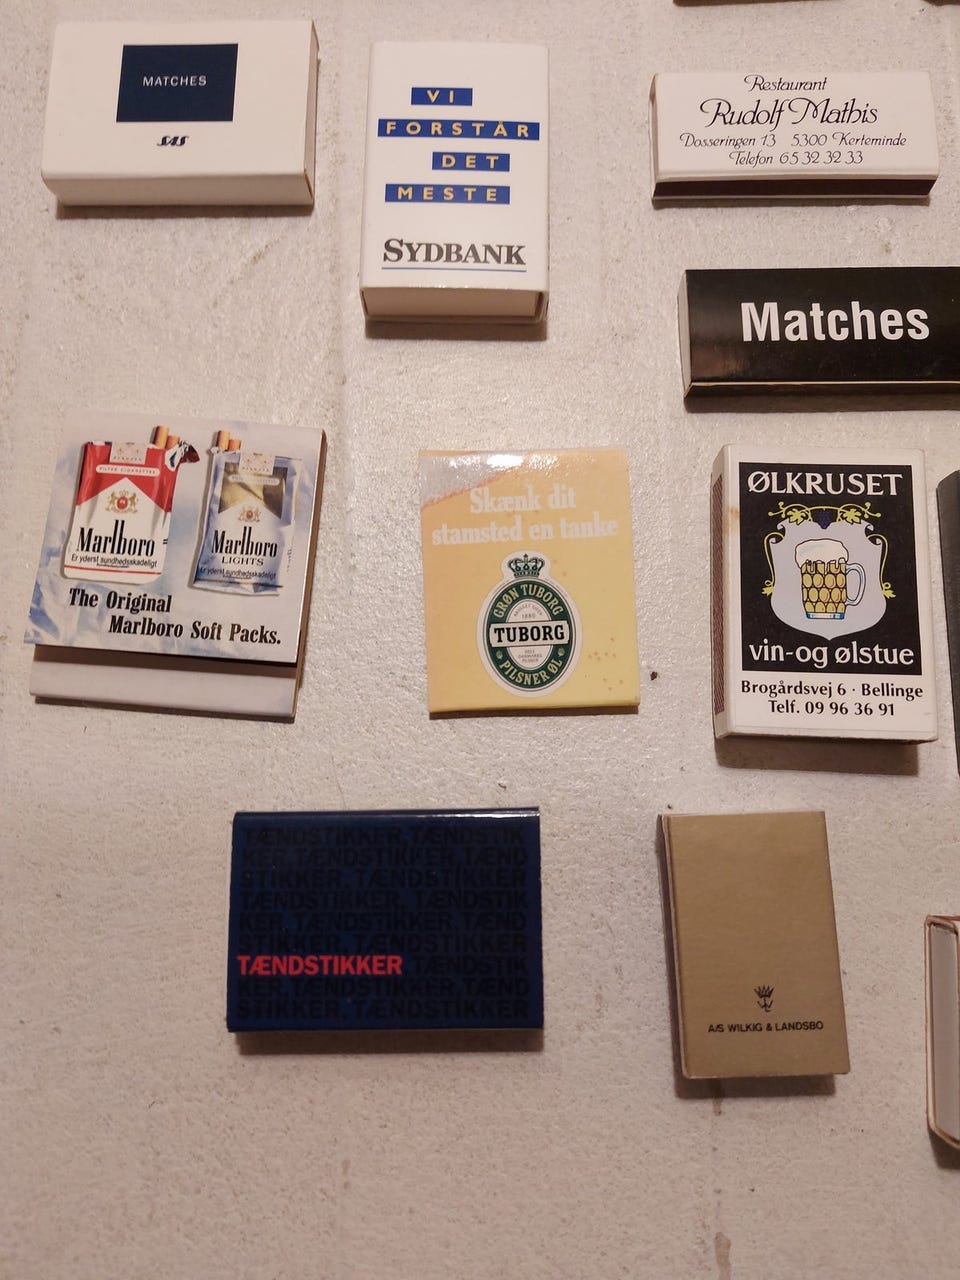 MATCHES
SAS
VI
FORSTÅR
DET
MESTE
SYDBANK
Restaurant
Rudolf Mathis
Dosseringen 13 5300 Kerteminde
Telefon 65 32 32 33
Matches
FILTER CIGARETTES
Marlboro
Er yderst sundhedsskadeligt
Marlboro
LIGHTS
Er yderst sundhedsskadeligt
The Original
Marlboro Soft Packs.
Skænk dit
stamsted en tanke
GRØN TUBORG
1880
TUBORG
PILSNER ØL
ØLKRUSET
vin-og ølstue
Brogårdsvej 6 · Bellinge
Telf. 09 96 36 91
TÆNDSTIKKER, TÆNDSTIK
KER, TÆNDSTIKKER, TÆND
STIKKER, TÆNDSTIKKER,
TÆNDSTIKKER, TÆNDSTIK
KER, TÆNDSTIKKER, TÆND
STIKKER, TÆNDSTIKKER,
TÆNDSTIKKER, TÆNDSTIK
KER, TÆNDSTIKKER, TÆND
STIKKER, TÆNDSTIKKER,
A/S WILKIG & LANDSBO